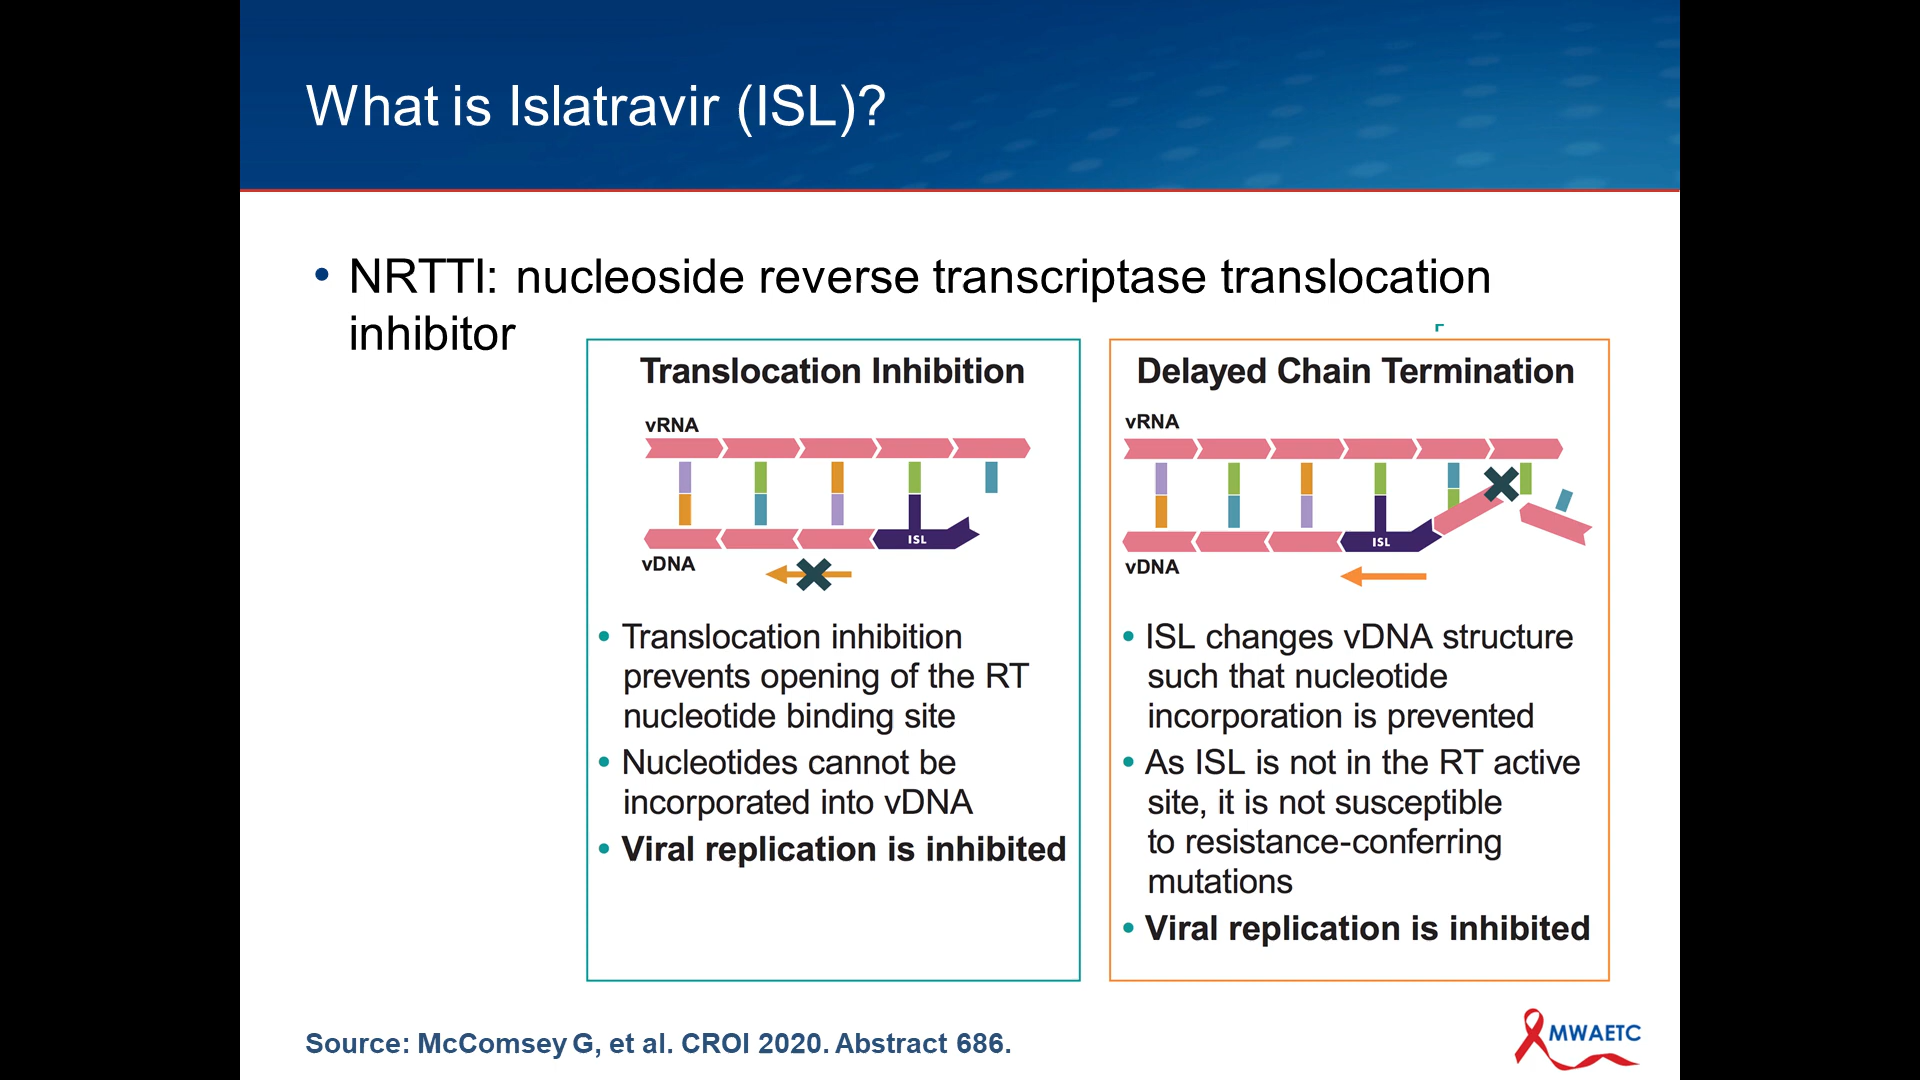 What is Islatravir (ISL)?
• NRTTI: nucleoside reverse transcriptase translocation
inhibitor
Translocation Inhibition
vRNA
ISL
vDNA
• Translocation inhibition
prevents opening of the RT
nucleotide binding site
• Nucleotides cannot be
incorporated into vDNA
• Viral replication is inhibited
Delayed Chain Termination
vRNA
ISL
vDNA
• ISL changes vDNA structure
such that nucleotide
incorporation is prevented
• As ISL is not in the RT active
site, it is not susceptible
to resistance-conferring
mutations
• Viral replication is inhibited
Source: McComsey G, et al. CROI 2020. Abstract 686.
MWAETC